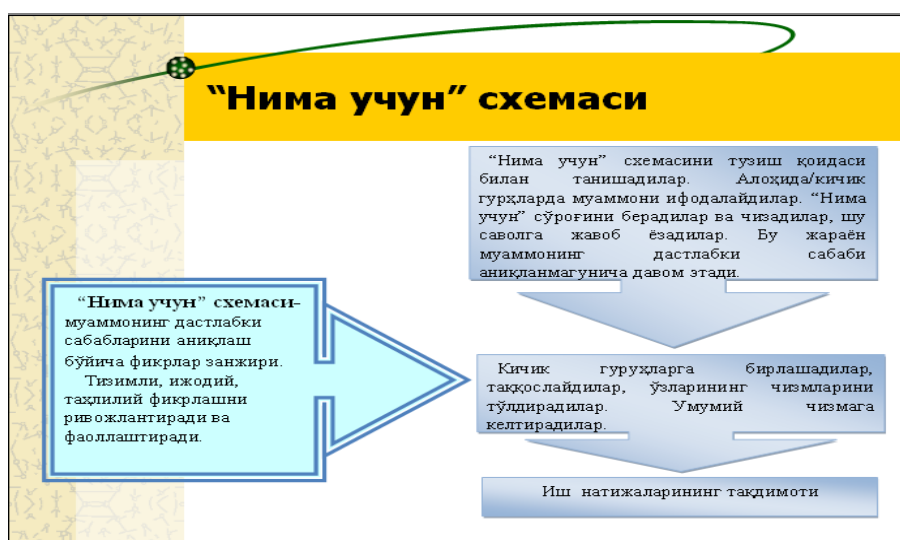 “Нима учун” схемаси
“Нима учун” схемасини тузиш қоидаси
билан танишадилар. Алоҳида/кичик
гурҳларда муаммони ифодалайдилар. “Нима
учун” сўроғини берадилар ва чизадилар, шу
саволга жавоб ёзадилар. Бу жараён
муаммонинг дастлабки сабаби
аниқланмагунича давом этади.
“Нима учун” схемаси-
муаммонинг дастлабки
сабабларини аниқлаш
бўйича фикрлар занжири.
Тизимли, ижодий,
таҳлилий фикрлашни
ривожлантиради ва
фаоллаштиради.
Кичик гуруҳларга бирлашадилар,
таққослайдилар, ўзларининг чизмларини
тўлдирадилар. Умумий чизмага
келтирадилар.
Иш натижаларининг тақдимоти